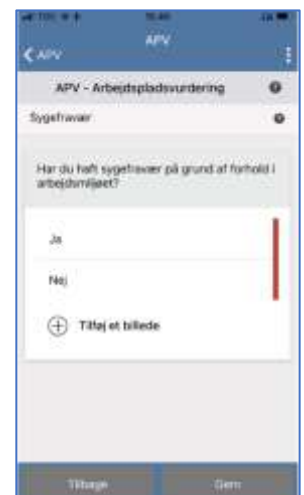 APV
APV
APV - Arbejdspladsvurdering
Sygefravær
Har du haft sygefravær på grund af forhold i
arbejdsmiljøet?
Ja
Nej
Tilføj et billede
Tilbage
Gem